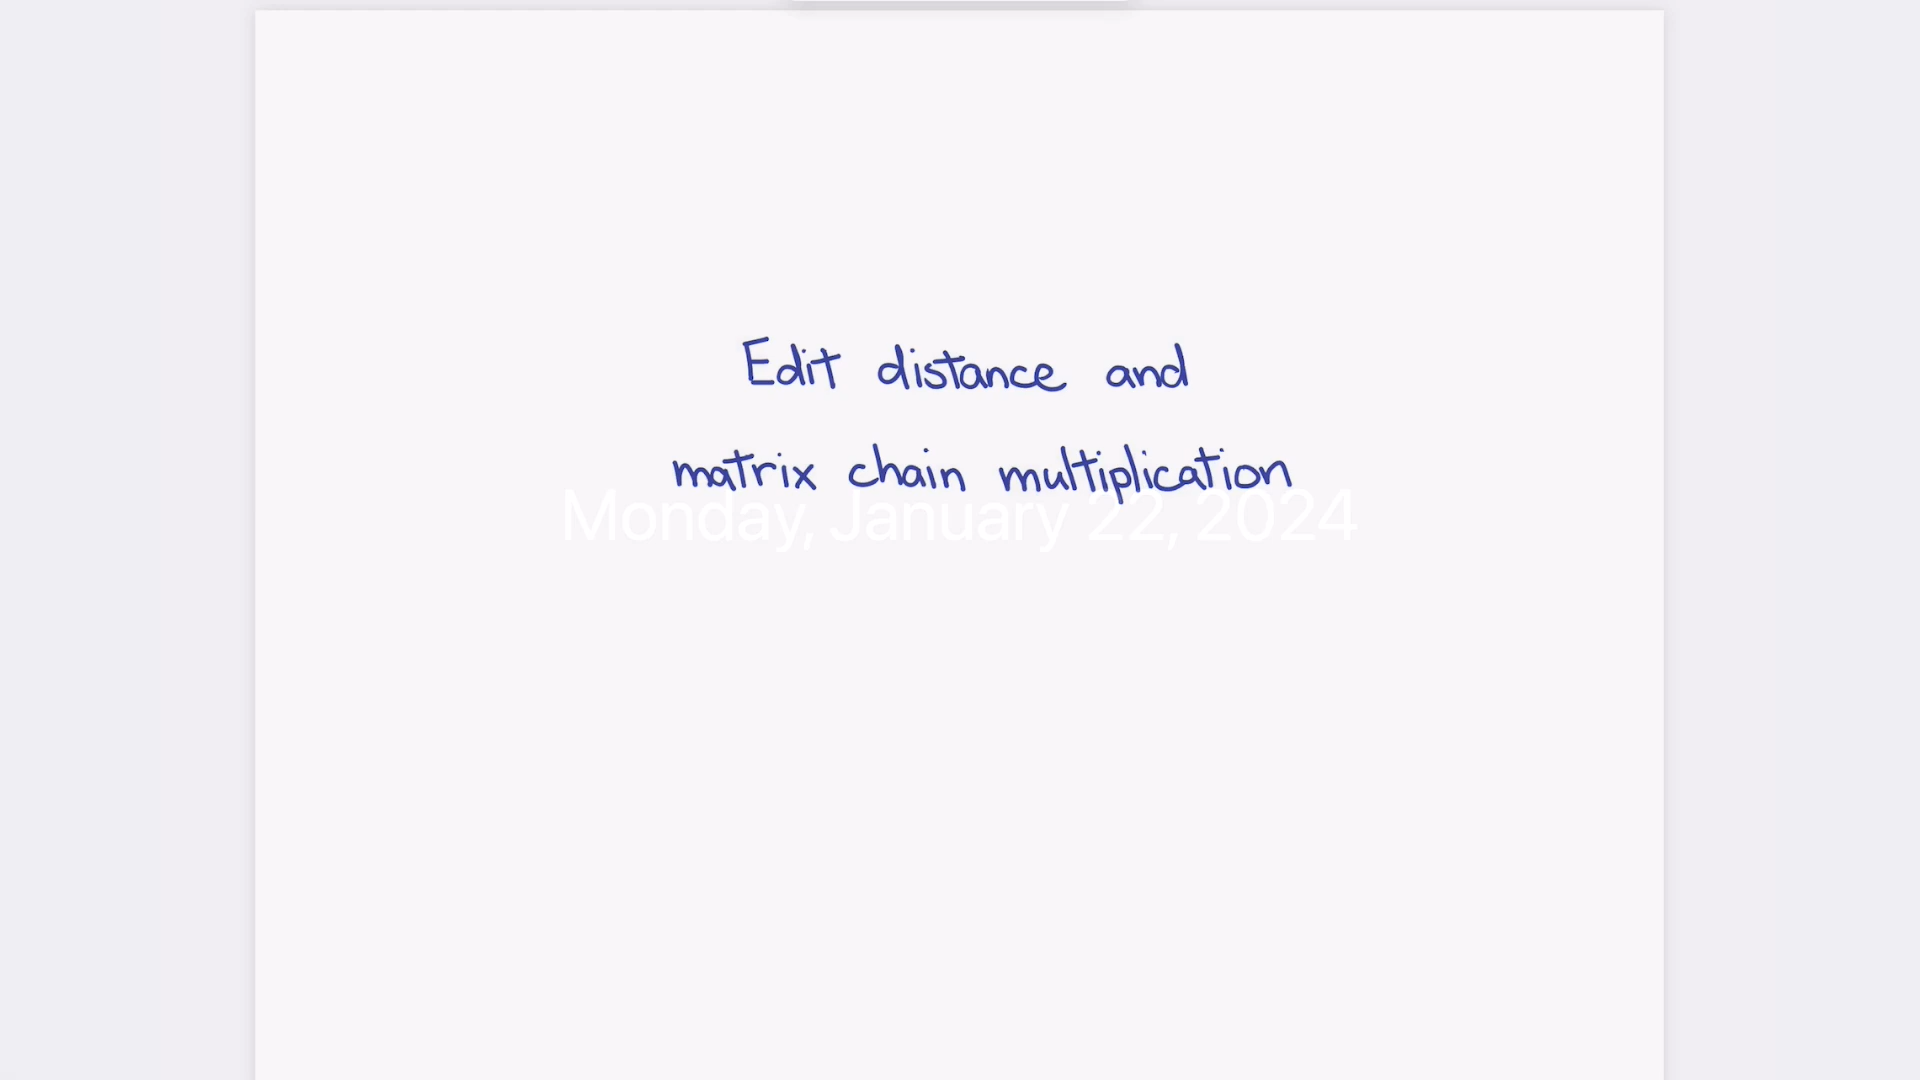 Edit distance and
matrix chain multiplication
Monday, January 22, 2024